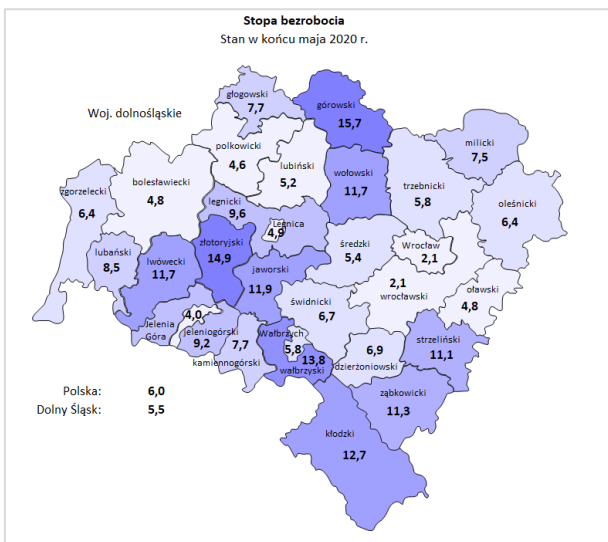 Stopa bezrobocia
Stan w końcu maja 2020 r.
Woj. dolnośląskie
głogowski
7,7
górowski
15,7
polkowicki
4,6
lubiński
5,2
wołowski
11,7
milicki
7,5
trzebnicki
5,8
oleśnicki
6,4
zgorzelecki
6,4
bolesławiecki
4,8
legnicki
9,6
Legnica
4,9
lubański
8,5
lwówecki
11,7
złotoryjski
14,9
jaworski
11,9
średzki
5,4
Wrocław
2,1
2,1
wrocławski
oławski
4,8
świdnicki
6,7
4,0
Jelenia
Góra
jeleniogórski
9,2
7,7
kamiennogórski
Wałbrzych
5,8
13,8
wałbrzyski
6,9
dzierżoniowski
strzeliński
11,1
ząbkowicki
11,3
kłodzki
12,7
Polska: 6,0
Dolny Śląsk: 5,5